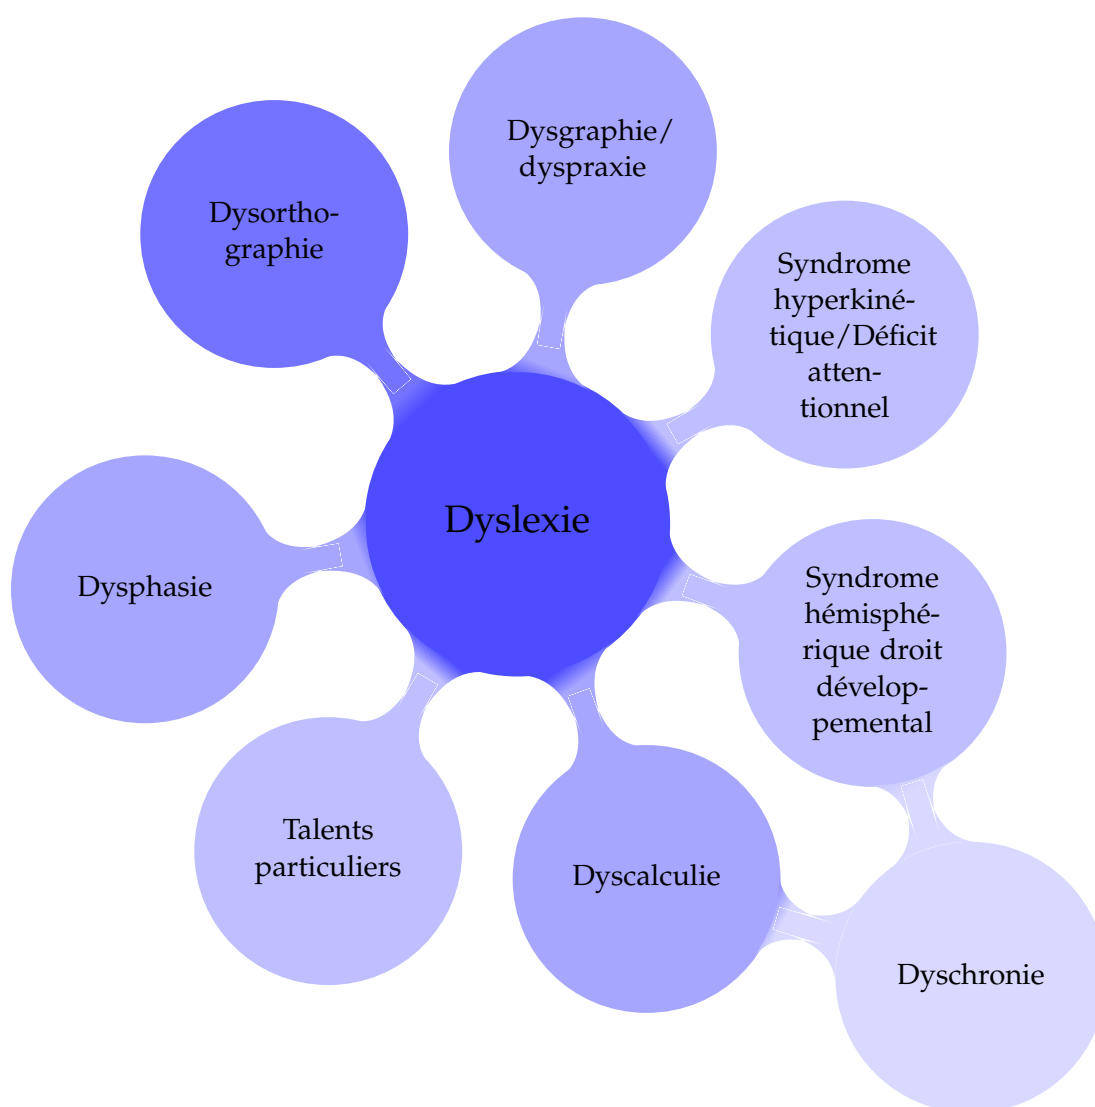 Dysgraphie/
dyspraxie
Dysortho-
graphie
Syndrome
hyperkiné-
tique/Déficit
atten-
tionnel
Dyslexie
Dysphasie
Syndrome
hémisphé-
rique droit
dévelop-
pemental
Talents
particuliers
Dyscalculie
Dyschronie